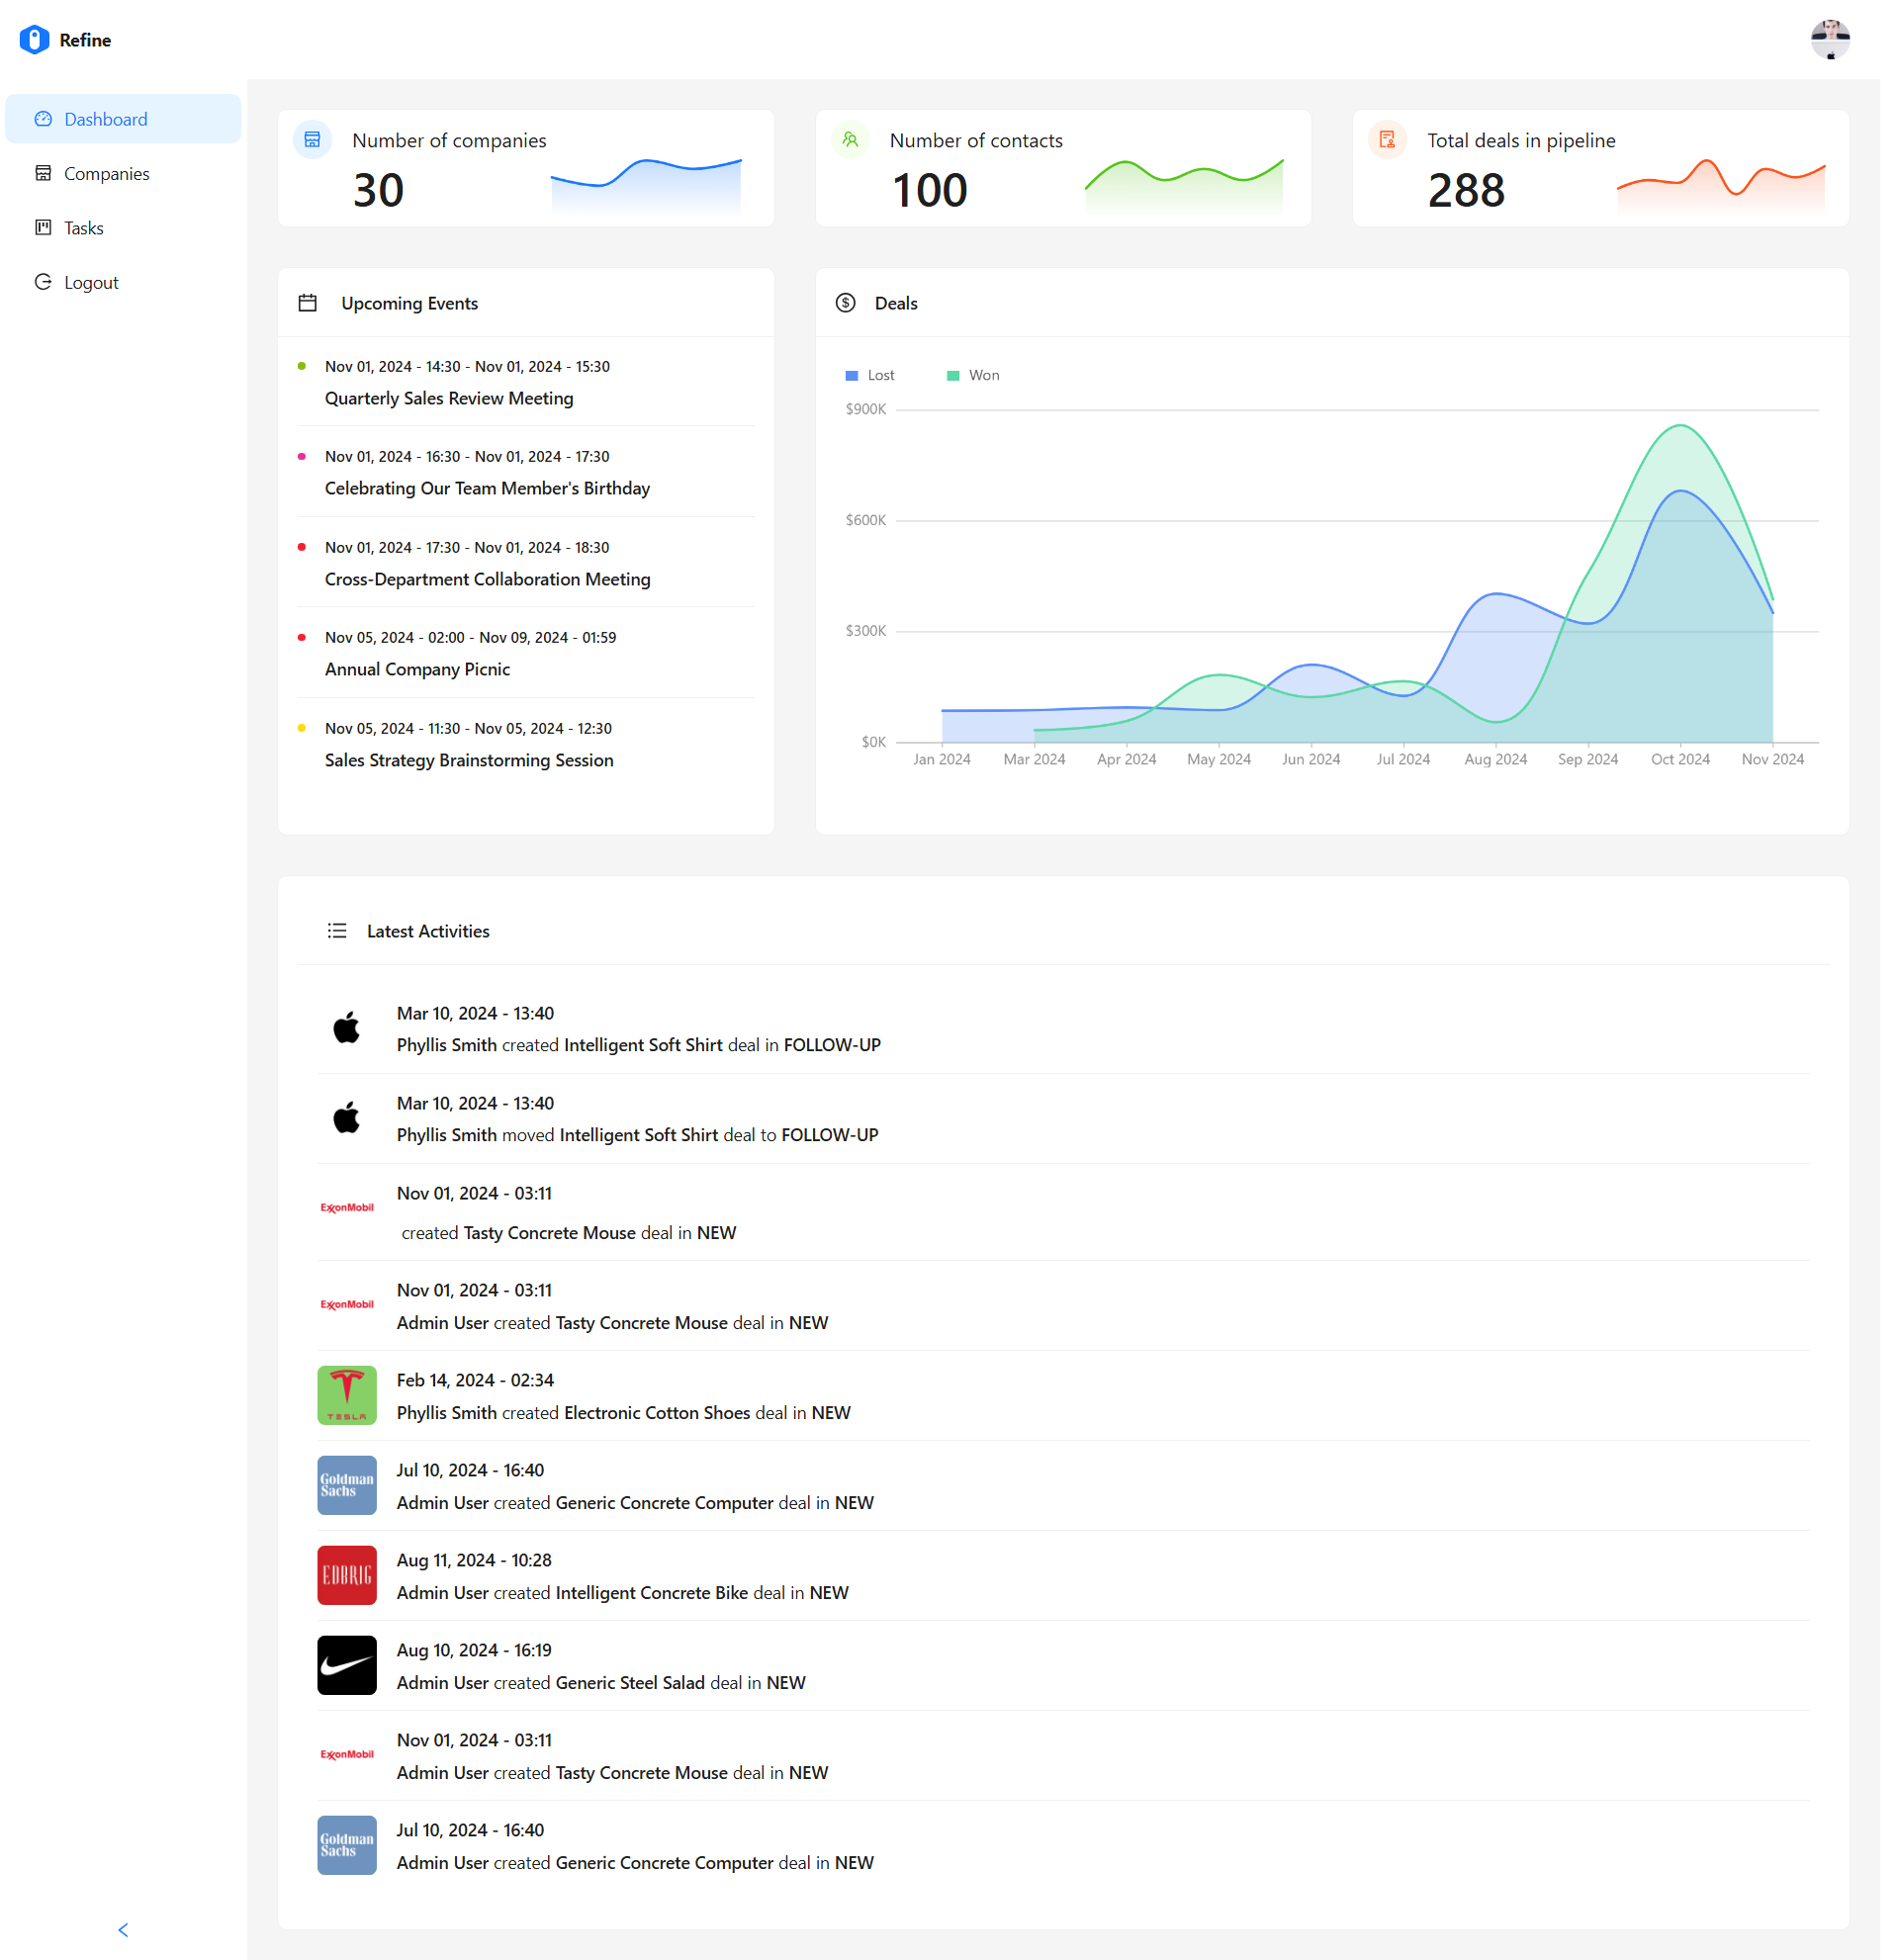 Refine
Dashboard
Companies
Tasks
Logout
Number of companies
30
Number of contacts
100
Total deals in pipeline
288
Upcoming Events
Nov 01, 2024 - 14:30 - Nov 01, 2024 - 15:30
Quarterly Sales Review Meeting
Nov 01, 2024 - 16:30 - Nov 01, 2024 - 17:30
Celebrating Our Team Member's Birthday
Nov 01, 2024 - 17:30 - Nov 01, 2024 - 18:30
Cross-Department Collaboration Meeting
Nov 05, 2024 - 02:00 - Nov 09, 2024 - 01:59
Annual Company Picnic
Nov 05, 2024 - 11:30 - Nov 05, 2024 - 12:30
Sales Strategy Brainstorming Session
Deals
Lost Won
$900K
$600K
$300K
$0K
Jan 2024 Mar 2024 Apr 2024 May 2024 Jun 2024 Jul 2024 Aug 2024 Sep 2024 Oct 2024 Nov 2024
Latest Activities
Mar 10, 2024 - 13:40
Phyllis Smith created Intelligent Soft Shirt deal in FOLLOW-UP
Mar 10, 2024 - 13:40
Phyllis Smith moved Intelligent Soft Shirt deal to FOLLOW-UP
ExxonMobil
Nov 01, 2024 - 03:11
created Tasty Concrete Mouse deal in NEW
ExxonMobil
Nov 01, 2024 - 03:11
Admin User created Tasty Concrete Mouse deal in NEW
TESLA
Feb 14, 2024 - 02:34
Phyllis Smith created Electronic Cotton Shoes deal in NEW
Goldman
Sachs
Jul 10, 2024 - 16:40
Admin User created Generic Concrete Computer deal in NEW
EDBRIG
Aug 11, 2024 - 10:28
Admin User created Intelligent Concrete Bike deal in NEW
Aug 10, 2024 - 16:19
Admin User created Generic Steel Salad deal in NEW
ExxonMobil
Nov 01, 2024 - 03:11
Admin User created Tasty Concrete Mouse deal in NEW
Goldman
Sachs
Jul 10, 2024 - 16:40
Admin User created Generic Concrete Computer deal in NEW